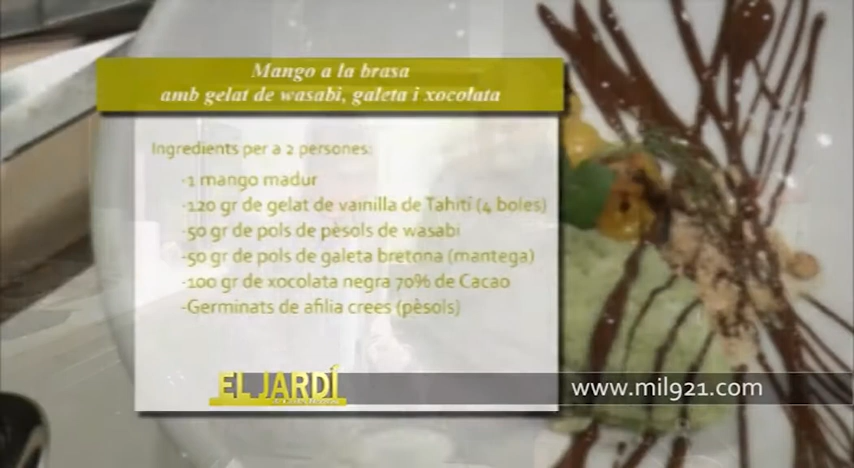 Mango a la brasa
amb gelat de wasabi, galeta i xocolata
Ingredients per a 2 persones:
-1 mango madur
-120 gr de gelat de vainilla de Tahití (4 boles)
-50 gr de pols de pèsols de wasabi
-50 gr de pols de galeta bretona (mantega)
-100 gr de xocolata negra 70% de Cacao
-Germinats de afilia crees (pèsols)
EL JARDÍ
www.milg21.com